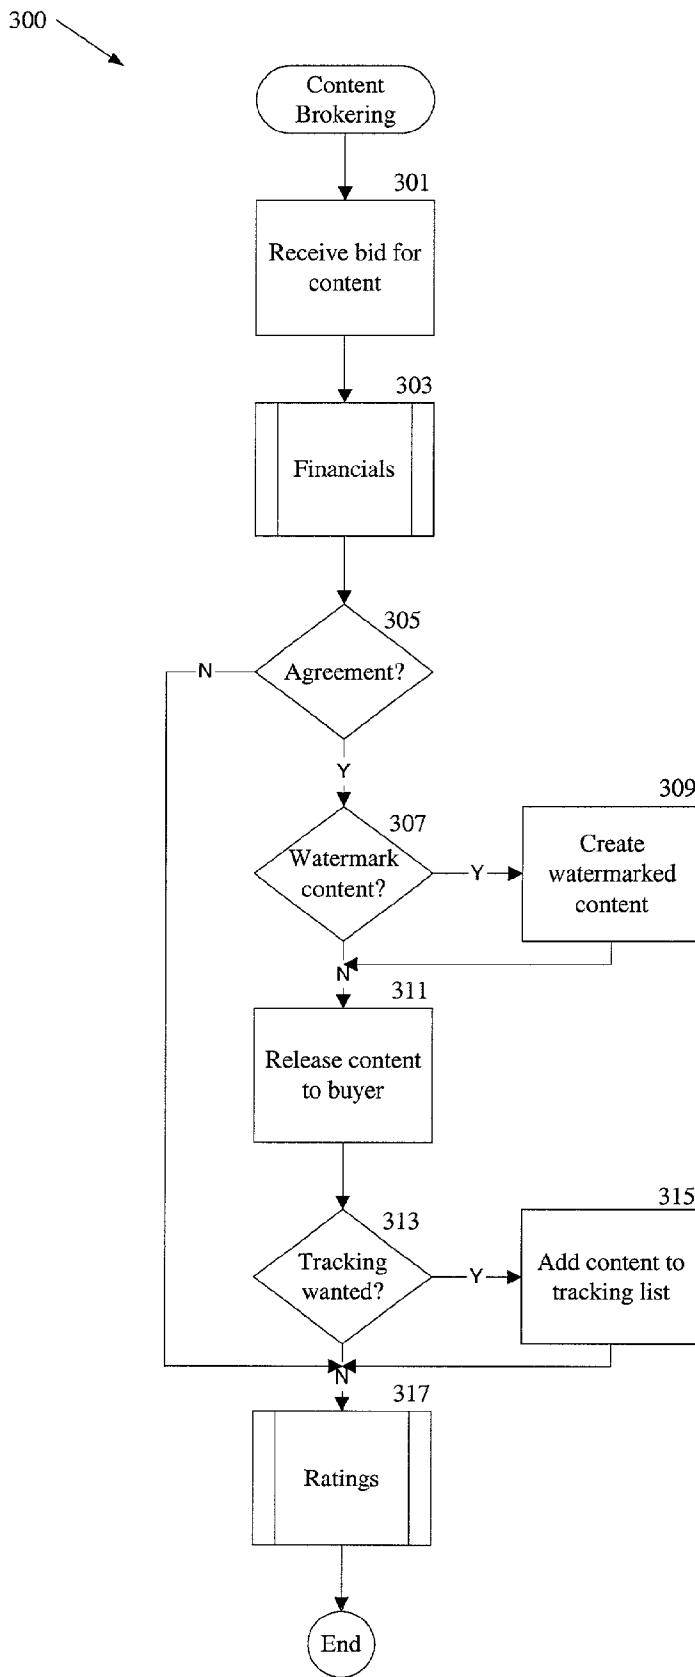 300
Content
Brokering
301
Receive bid for
content
303
Financials
305
Agreement?
N
Y
307
Watermark
content?
Y
309
Create
watermarked
content
N
311
Release content
to buyer
313
Tracking
wanted?
Y
315
Add content to
tracking list
N
317
Ratings
End